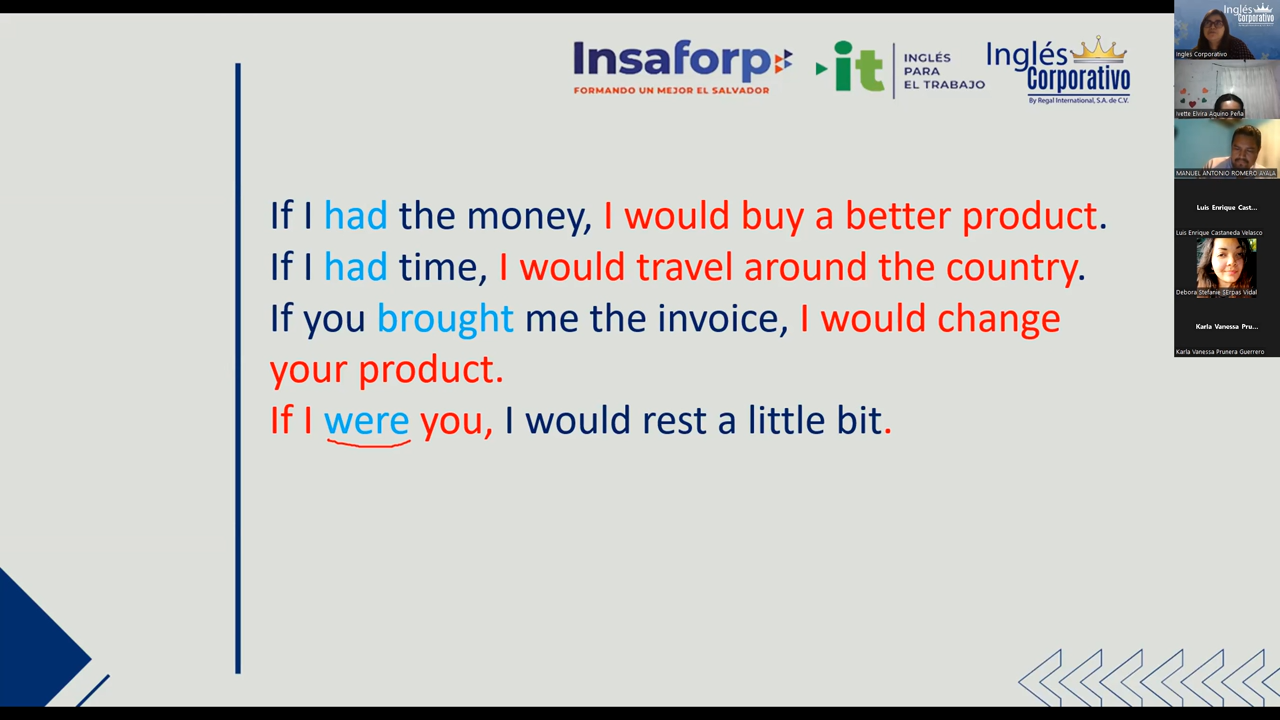 Insaforp
FORMANDO UN MEJOR EL SALVADOR
it
INGLÉS
PARA
EL TRABAJO
Inglés
Corporativo
By Regal International, S.A. de C.V.
If I had the money, I would buy a better product.
If I had time, I would travel around the country.
If you brought me the invoice, I would change
your product.
If I were you, I would rest a little bit.
Inglés
Corporativo
Ingles Corporativo
Ivette Elvira Aquino Peña
MANUEL ANTONIO ROMERO AYALA
Luis Enrique Cast...
Luis Enrique Castaneda Velasco
Debora Stefanie SErpas Vidal
Karla Vanessa Pru...
Karla Vanessa Prunera Guerrero